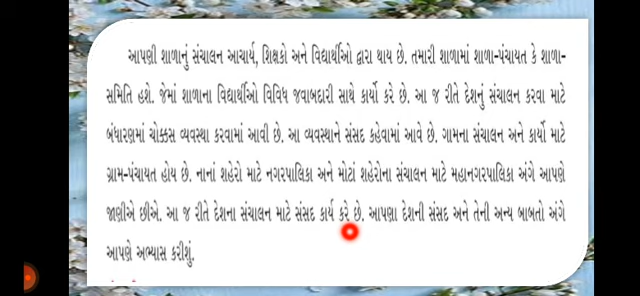 આપણી શાળાનું સંચાલન આચાર્ય, શિક્ષકો અને વિદ્યાર્થીઓ દ્વારા થાય છે. તમારી શાળામાં શાળા-પંચાયત કે શાળા-
સમિતિ હશે. જેમાં શાળાના વિદ્યાર્થીઓ વિવિધ જવાબદારી સાથે કાર્યો કરે છે. આ જ રીતે દેશનું સંચાલન કરવા માટે
બંધારણમાં ચોક્કસ વ્યવસ્થા કરવામાં આવી છે. આ વ્યવસ્થાને સંસદ કહેવામાં આવે છે. ગામના સંચાલન અને કાર્યો માટે
ગ્રામ-પંચાયત હોય છે. નાનાં શહેરો માટે નગરપાલિકા અને મોટાં શહેરોના સંચાલન માટે મહાનગરપાલિકા અંગે આપણે
જાણીએ છીએ. આ જ રીતે દેશના સંચાલન માટે સંસદ કાર્ય કરે છે. આપણા દેશની સંસદ અને તેની અન્ય બાબતો અંગે
આપણે અભ્યાસ કરીશું.